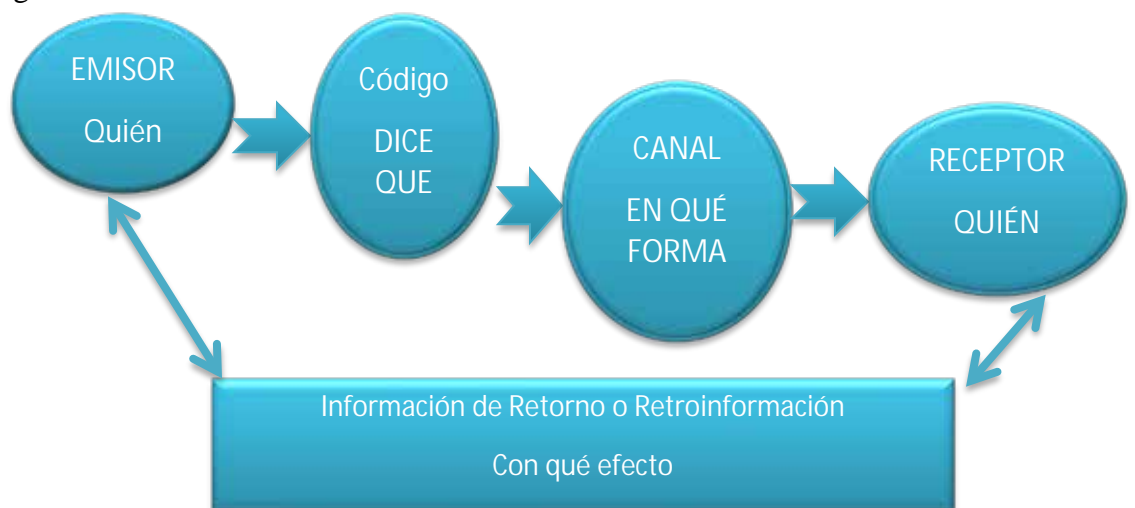 EMISOR
Quién
Código
DICE
QUE
CANAL
EN QUÉ
FORMA
RECEPTOR
QUIÉN
Información de Retorno o Retroinformación
Con qué efecto